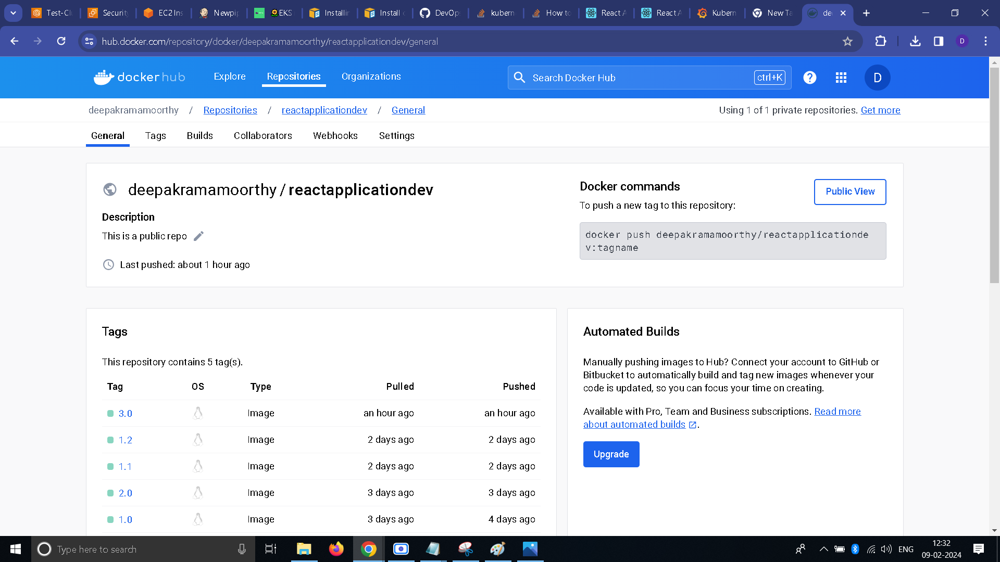 Test-Cl
Security
EC2 Ins
Newpip
EKS
Installin
Install
DevOps
kubern
How to
React A
React A
Kubern
New Ta
de
hub.docker.com/repository/docker/deepakramamoorthy/reactapplicationdev/general
D
dockerhub
Explore
Repositories
Organizations
Search Docker Hub
ctrl+K
?
D
deepakramamoorthy / Repositories / reactapplicationdev / General
Using 1 of 1 private repositories. Get more
General
Tags
Builds
Collaborators
Webhooks
Settings
deepakramamoorthy / reactapplicationdev
Description
This is a public repo
Last pushed: about 1 hour ago
Docker commands
Public View
To push a new tag to this repository:
docker push deepakramamoorthy/reactapplicationde
v:tagname
Tags
This repository contains 5 tag(s).
Tag OS Type Pulled Pushed
3.0 Image an hour ago an hour ago
1.2 Image 2 days ago 2 days ago
1.1 Image 2 days ago 2 days ago
2.0 Image 3 days ago 3 days ago
1.0 Image 3 days ago 4 days ago
Automated Builds
Manually pushing images to Hub? Connect your account to GitHub or
Bitbucket to automatically build and tag new images whenever your
code is updated, so you can focus your time on creating.
Available with Pro, Team and Business subscriptions. Read more
about automated builds .
Upgrade
Type here to search
ENG
12:32
09-02-2024